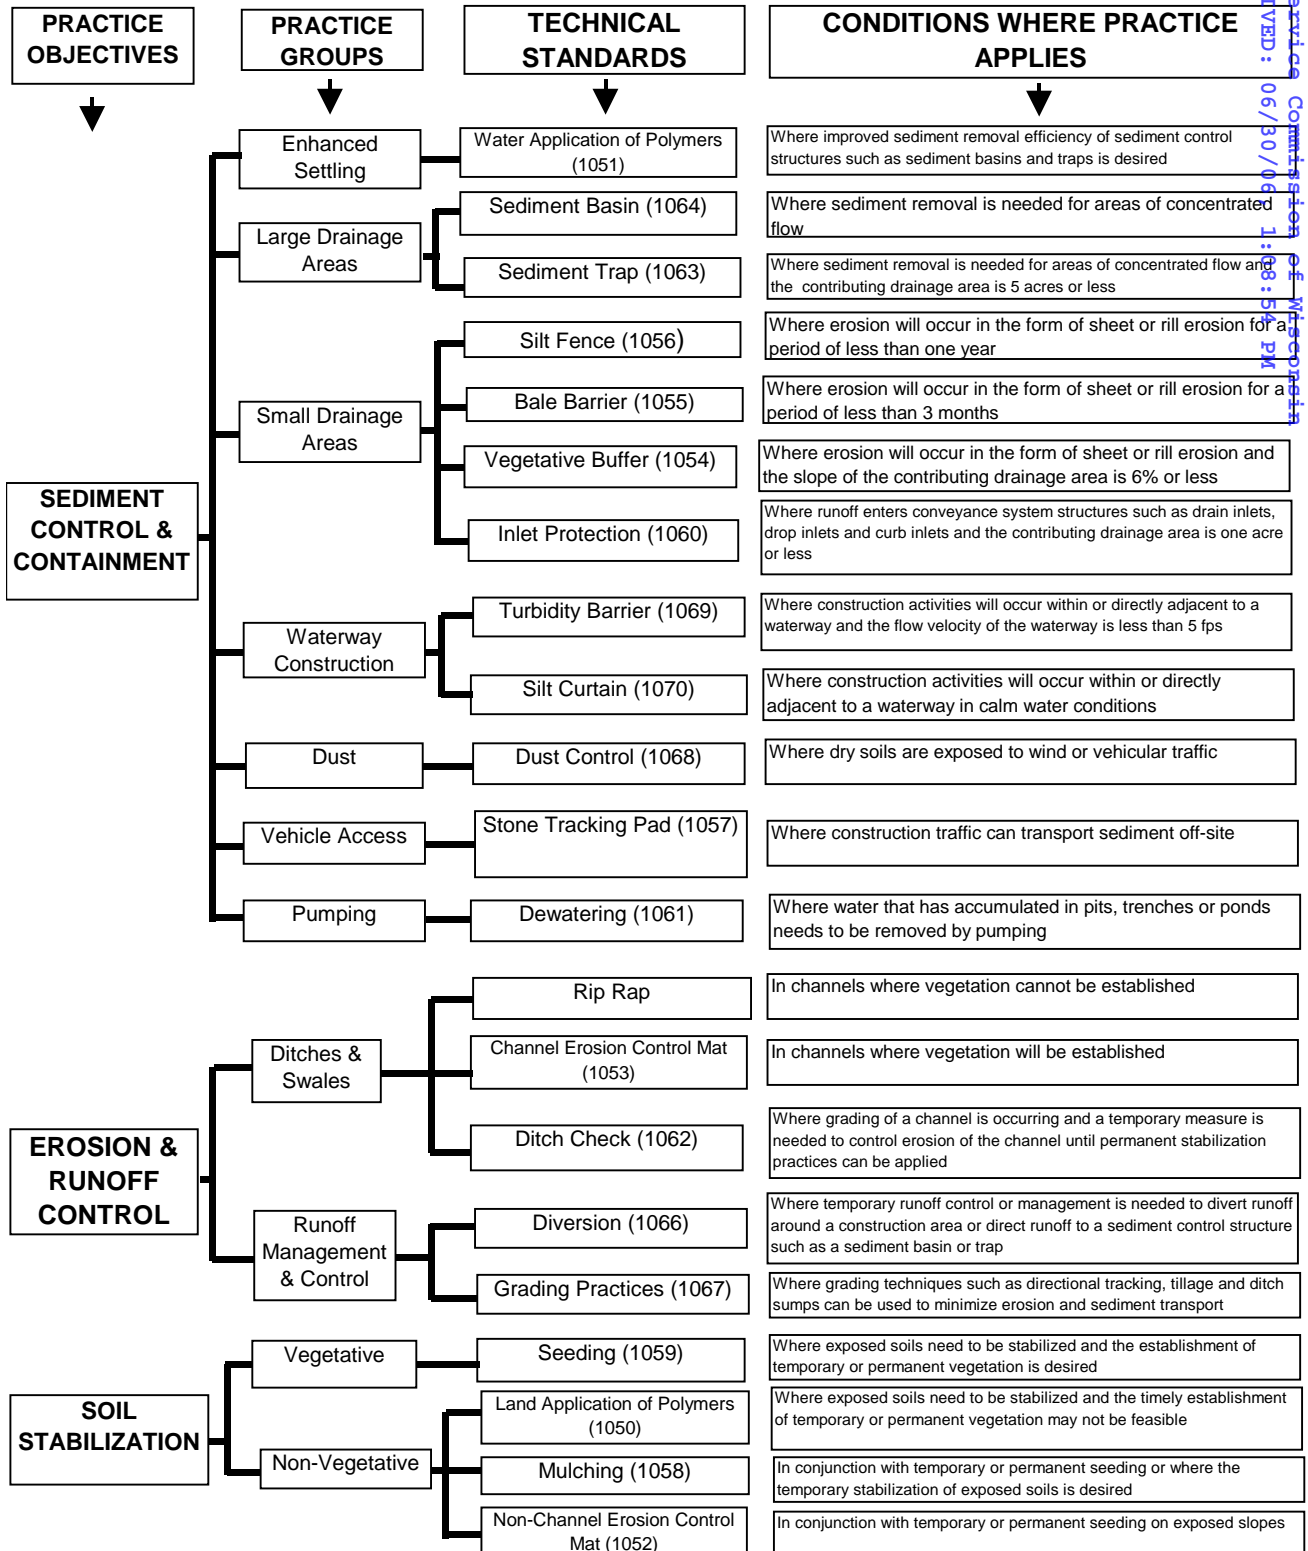 PRACTICE
OBJECTIVES
PRACTICE
GROUPS
TECHNICAL
STANDARDS
CONDITIONS WHERE PRACTICE
APPLIES
SEDIMENT
CONTROL &
CONTAINMENT
Enhanced
Settling
Water Application of Polymers
(1051)
Where improved sediment removal efficiency of sediment control
structures such as sediment basins and traps is desired
Large Drainage
Areas
Sediment Basin (1064)
Where sediment removal is needed for areas of concentrated
flow
Sediment Trap (1063)
Where sediment removal is needed for areas of concentrated flow and
the contributing drainage area is 5 acres or less
Small Drainage
Areas
Silt Fence (1056)
Where erosion will occur in the form of sheet or rill erosion for a
period of less than one year
Bale Barrier (1055)
Where erosion will occur in the form of sheet or rill erosion for a
period of less than 3 months
Vegetative Buffer (1054)
Where erosion will occur in the form of sheet or rill erosion and
the slope of the contributing drainage area is 6% or less
Inlet Protection (1060)
Where runoff enters conveyance system structures such as drain inlets,
drop inlets and curb inlets and the contributing drainage area is one acre
or less
Waterway
Construction
Turbidity Barrier (1069)
Where construction activities will occur within or directly adjacent to a
waterway and the flow velocity of the waterway is less than 5 fps
Silt Curtain (1070)
Where construction activities will occur within or directly
adjacent to a waterway in calm water conditions
Dust
Dust Control (1068)
Where dry soils are exposed to wind or vehicular traffic
Vehicle Access
Stone Tracking Pad (1057)
Where construction traffic can transport sediment off-site
Pumping
Dewatering (1061)
Where water that has accumulated in pits, trenches or ponds
needs to be removed by pumping
EROSION &
RUNOFF
CONTROL
Ditches &
Swales
Rip Rap
In channels where vegetation cannot be established
Channel Erosion Control Mat
(1053)
In channels where vegetation will be established
Ditch Check (1062)
Where grading of a channel is occurring and a temporary measure is
needed to control erosion of the channel until permanent stabilization
practices can be applied
Runoff
Management
& Control
Diversion (1066)
Where temporary runoff control or management is needed to divert runoff
around a construction area or direct runoff to a sediment control structure
such as a sediment basin or trap
Grading Practices (1067)
Where grading techniques such as directional tracking, tillage and ditch
sumps can be used to minimize erosion and sediment transport
SOIL
STABILIZATION
Vegetative
Seeding (1059)
Where exposed soils need to be stabilized and the establishment of
temporary or permanent vegetation is desired
Non-Vegetative
Land Application of Polymers
(1050)
Where exposed soils need to be stabilized and the timely establishment
of temporary or permanent vegetation may not be feasible
Mulching (1058)
In conjunction with temporary or permanent seeding or where the
temporary stabilization of exposed soils is desired
Non-Channel Erosion Control
Mat (1052)
In conjunction with temporary or permanent seeding on exposed slopes
ervice Commission of Wisconsin
IVED: 06/30/06, 1:08:54 PM